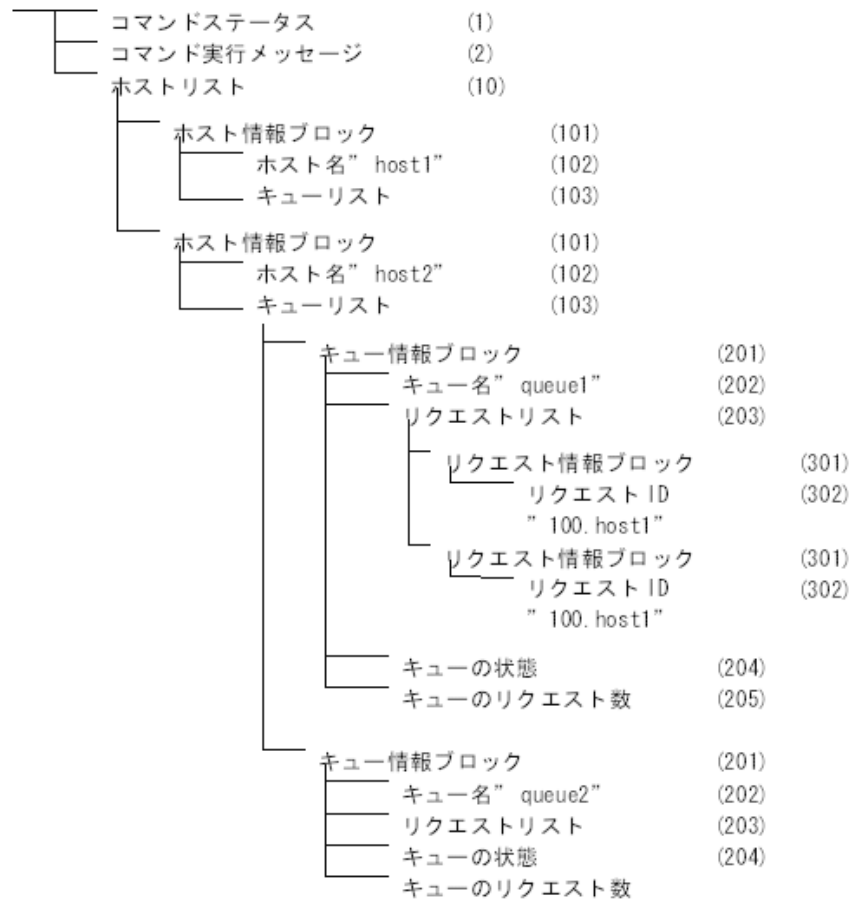 コマンドステータス (1)
コマンド実行メッセージ (2)
ホストリスト (10)
ホスト情報ブロック (101)
ホスト名” host1” (102)
キューリスト (103)
ホスト情報ブロック (101)
ホスト名” host2” (102)
キューリスト (103)
キュー情報ブロック (201)
キュー名” queue1” (202)
リクエストリスト (203)
リクエスト情報ブロック (301)
リクエストID (302)
” 100.host1”
リクエスト情報ブロック (301)
リクエストID (302)
” 100.host1”
キューの状態 (204)
キューのリクエスト数 (205)
キュー情報ブロック (201)
キュー名” queue2” (202)
リクエストリスト (203)
キューの状態 (204)
キューのリクエスト数